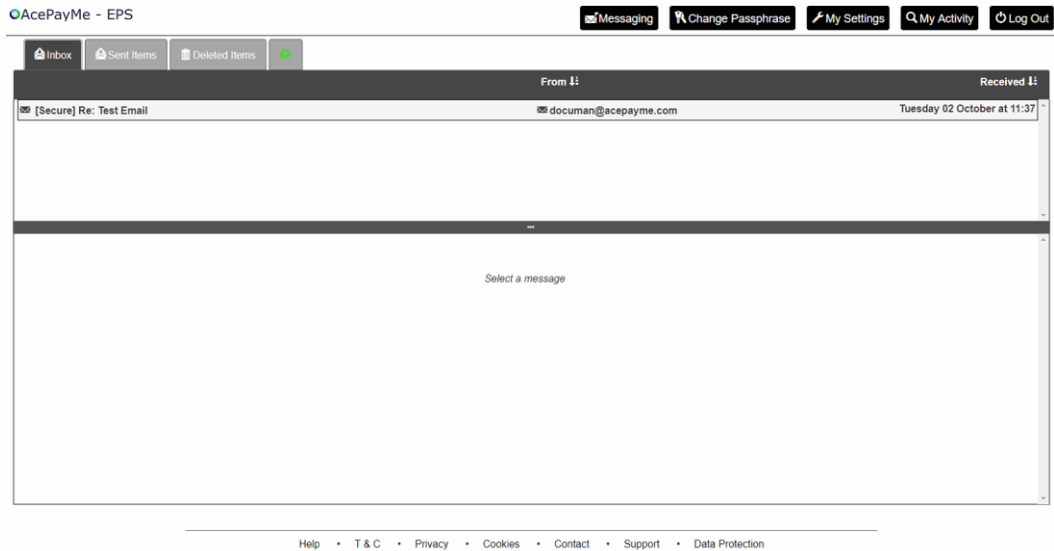 AcePayMe - EPS
Messaging Change Passphrase My Settings My Activity Log Out
Inbox Sent Items Deleted Items ?
From Received
[Secure] Re: Test Email documan@acepayme.com Tuesday 02 October at 11:37
Select a message
Help • T & C • Privacy • Cookies • Contact • Support • Data Protection